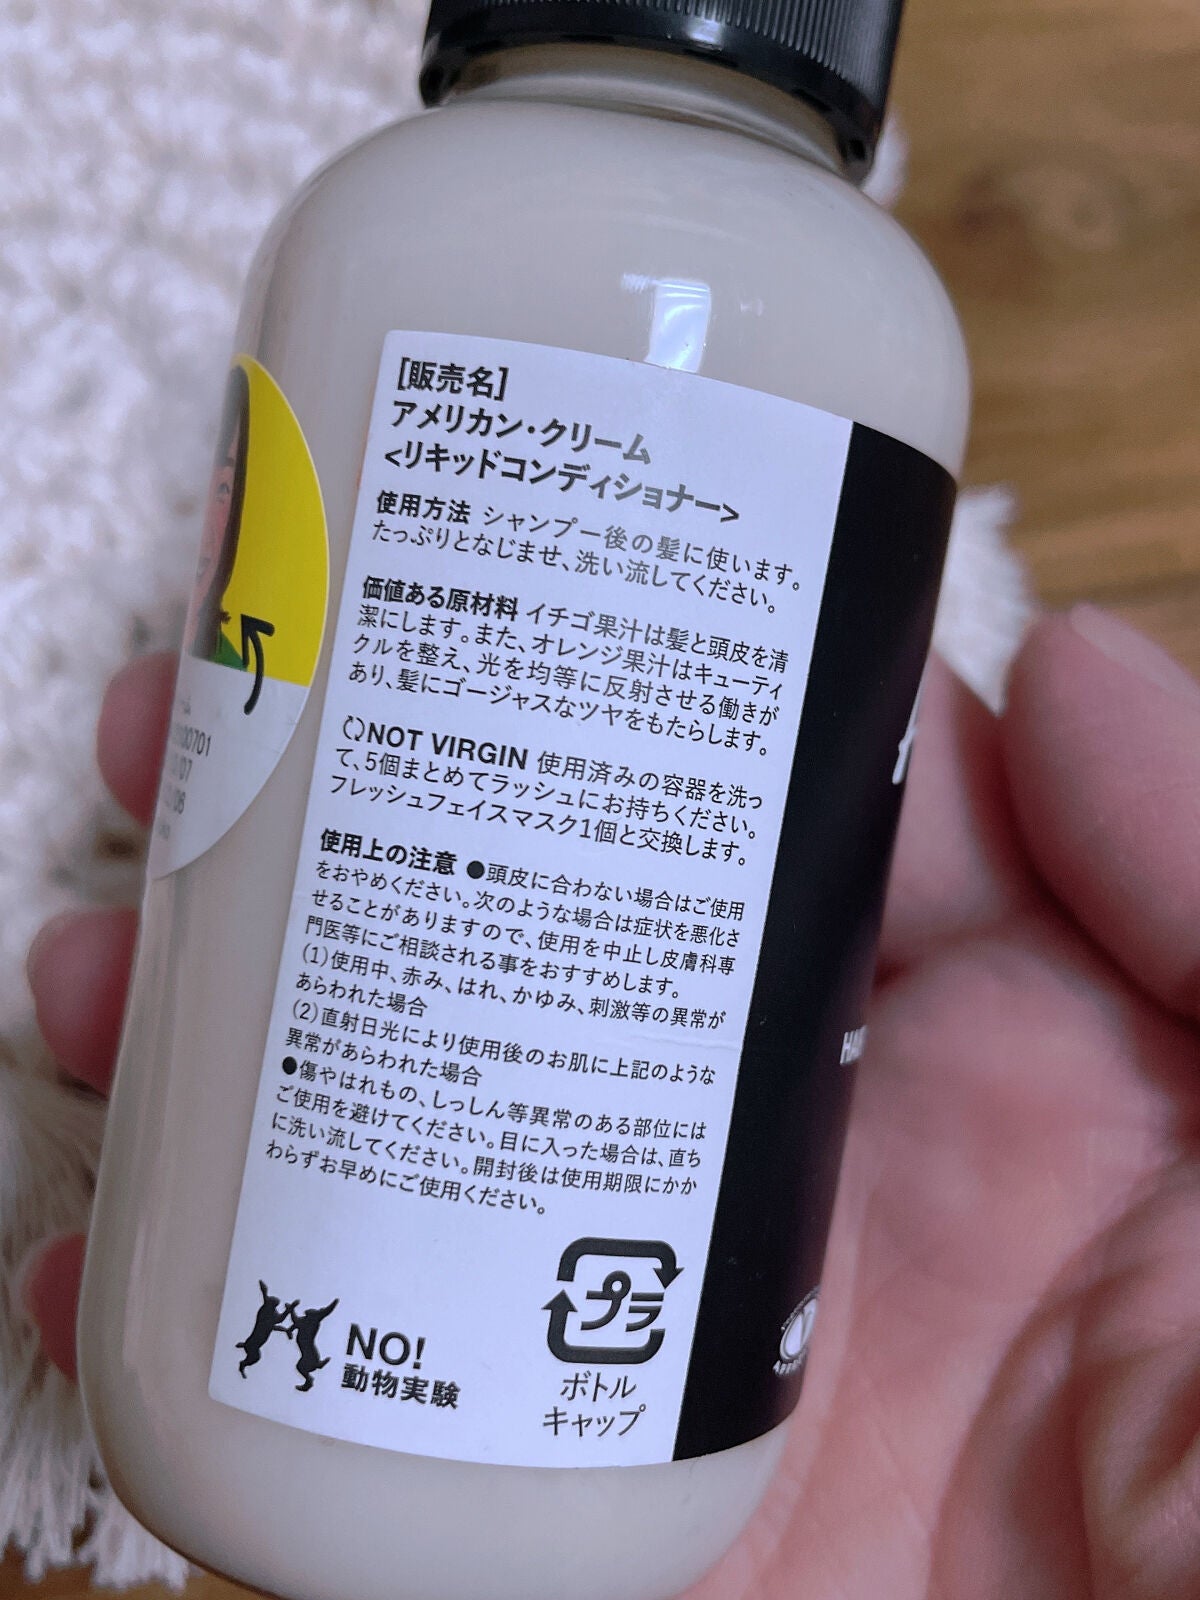 [販売名]
アメリカン・クリーム
<リキッドコンディショナー>
使用方法 シャンプー後の髪に使います。
たっぷりとなじませ、洗い流してください。
価値ある原材料 イチゴ果汁は髪と頭皮を清
潔にします。また、オレンジ果汁はキューティ
クルを整え、光を均等に反射させる働きが
あり、髪にゴージャスなツヤをもたらします。
NOT VIRGIN 使用済みの容器を洗っ
て、5個まとめてラッシュにお持ちください。
フレッシュフェイスマスク1個と交換します。
使用上の注意 ●頭皮に合わない場合はご使用
をおやめください。次のような場合は症状を悪化さ
せることがありますので、使用を中止し皮膚科専
門医等にご相談される事をおすすめします。
(1)使用中、赤み、はれ、かゆみ、刺激等の異常が
あらわれた場合
(2)直射日光により使用後のお肌に上記のような
異常があらわれた場合
●傷やはれもの、しっしん等異常のある部位には
ご使用を避けてください。目に入った場合は、直ち
に洗い流してください。開封後は使用期限にかか
わらずお早めにご使用ください。
NO!
動物実験
プラ
ボトル
キャップ